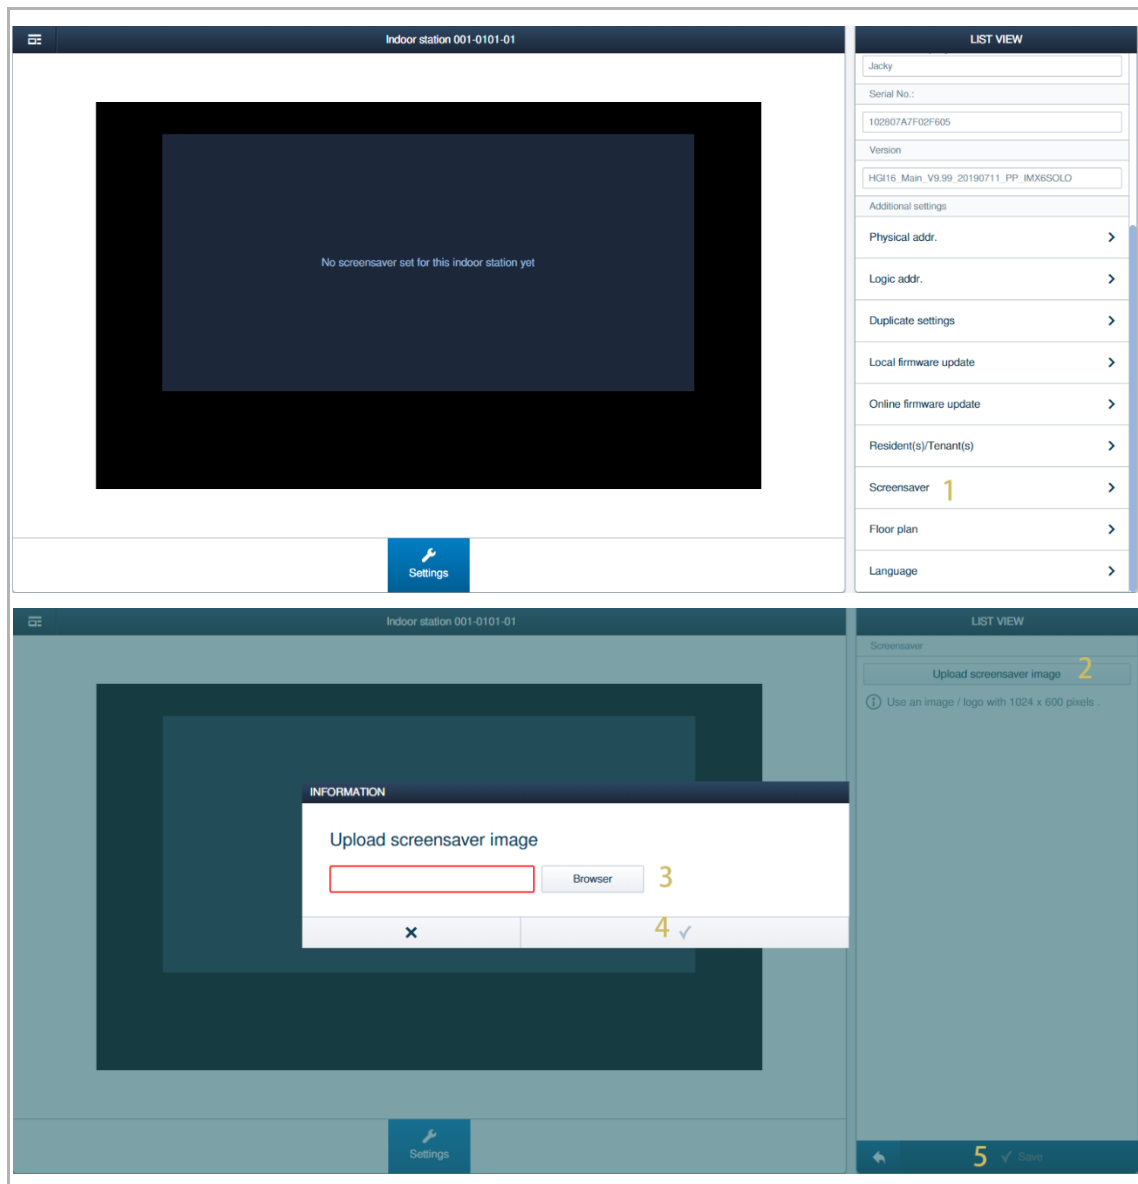 Indoor station 001-0101-01
LIST VIEW
Jacky
Serial No.:
102807A7F02F605
Version
HGI16_Main_V9.99_20190711_PP_IMX6SOLO
Additional settings
Physical addr.
Logic addr.
Duplicate settings
Local firmware update
Online firmware update
Resident(s)/Tenant(s)
Screensaver 1
Floor plan
Language
No screensaver set for this indoor station yet
Settings
Indoor station 001-0101-01
LIST VIEW
Screensaver
Upload screensaver image 2
Use an image / logo with 1024 x 600 pixels .
INFORMATION
Upload screensaver image
Browser 3
4
Settings
5 Save